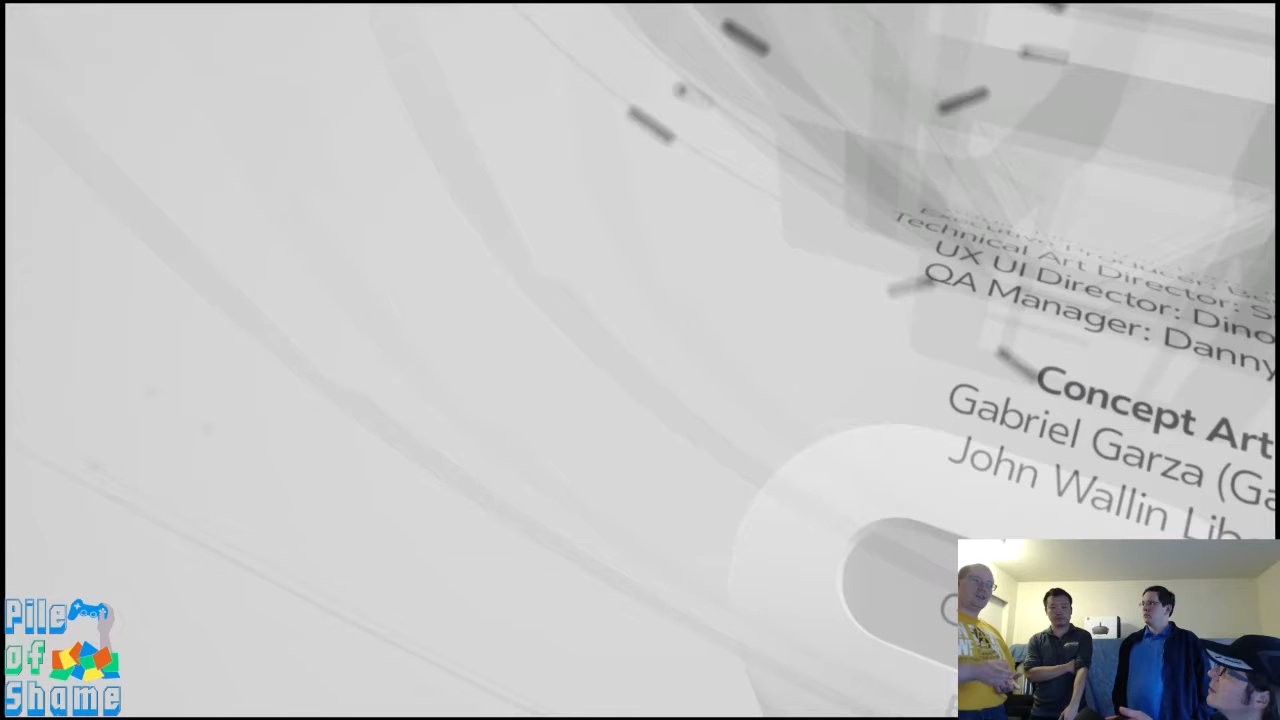 Technical Art Director:
UX UI Director: Dino
QA Manager: Danny
Concept Art
Gabriel Garza (Ga
John Wallin Lib
Pile
of
Shame